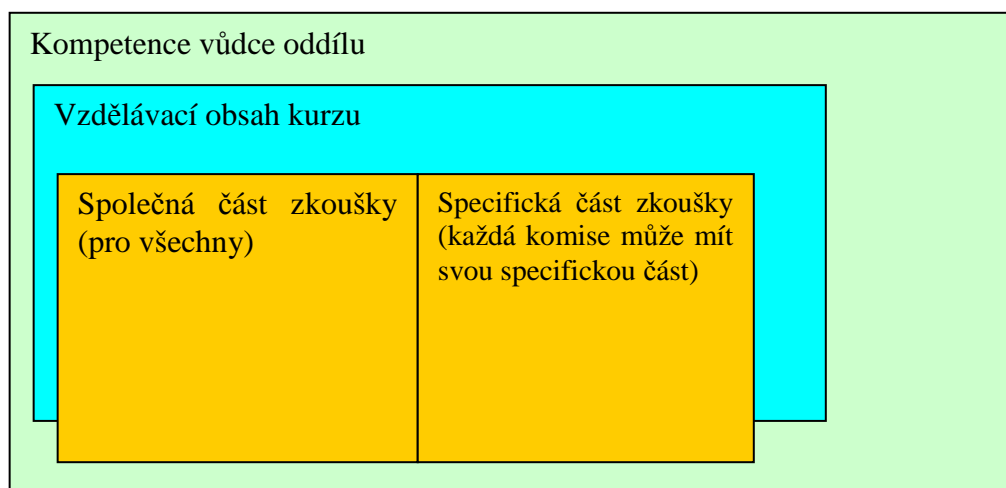 Kompetence vůdce oddílu
Vzdělávací obsah kurzu
Společná část zkoušky
(pro všechny)
Specifická část zkoušky
(každá komise může mít
svou specifickou část)